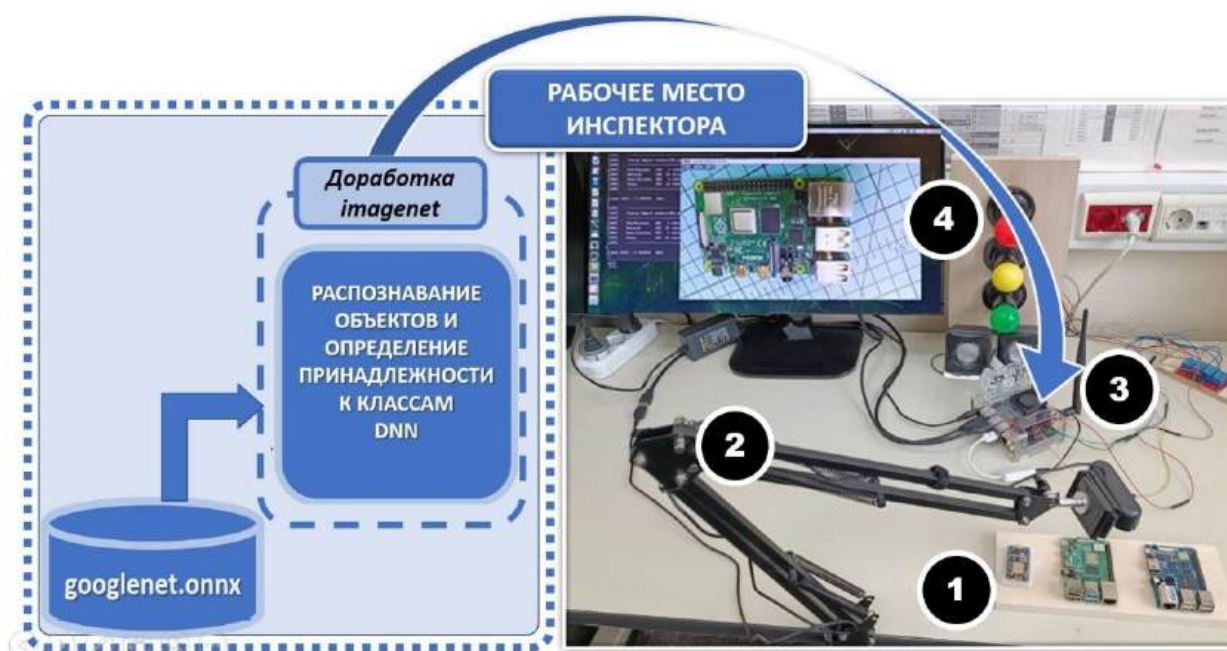 РАБОЧЕЕ МЕСТО
ИНСПЕКТОРА
Доработка
imagenet
РАСПОЗНАВАНИЕ
ОБЪЕКТОВ И
ОПРЕДЕЛЕНИЕ
ПРИНАДЛЕЖНОСТИ
К КЛАССАМ
DNN
googlenet.onnx
4
3
2
1